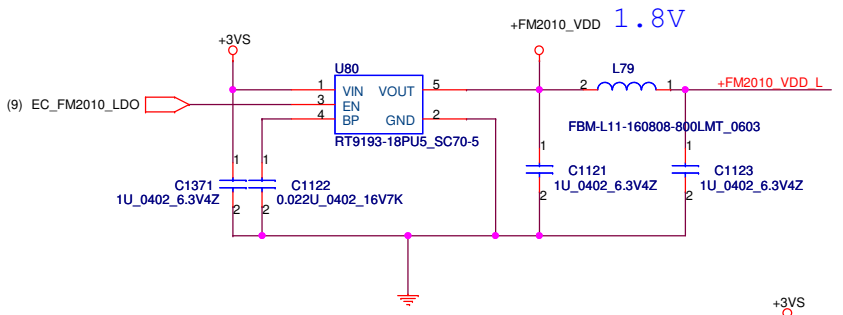 1.8V
+FM2010_VDD
+3VS
U80
L79
1 VIN VOUT 5
2 1
+FM2010_VDD_L
(9) EC_FM2010_LDO
3 EN
4 BP GND 2
FBM-L11-160808-800LMT_0603
RT9193-18PU5_SC70-5
1 1 1 1
C1371
1U_0402_6.3V4Z
C1122
0.022U_0402_16V7K
C1121
1U_0402_6.3V4Z
C1123
1U_0402_6.3V4Z
2 2 2 2
+3VS